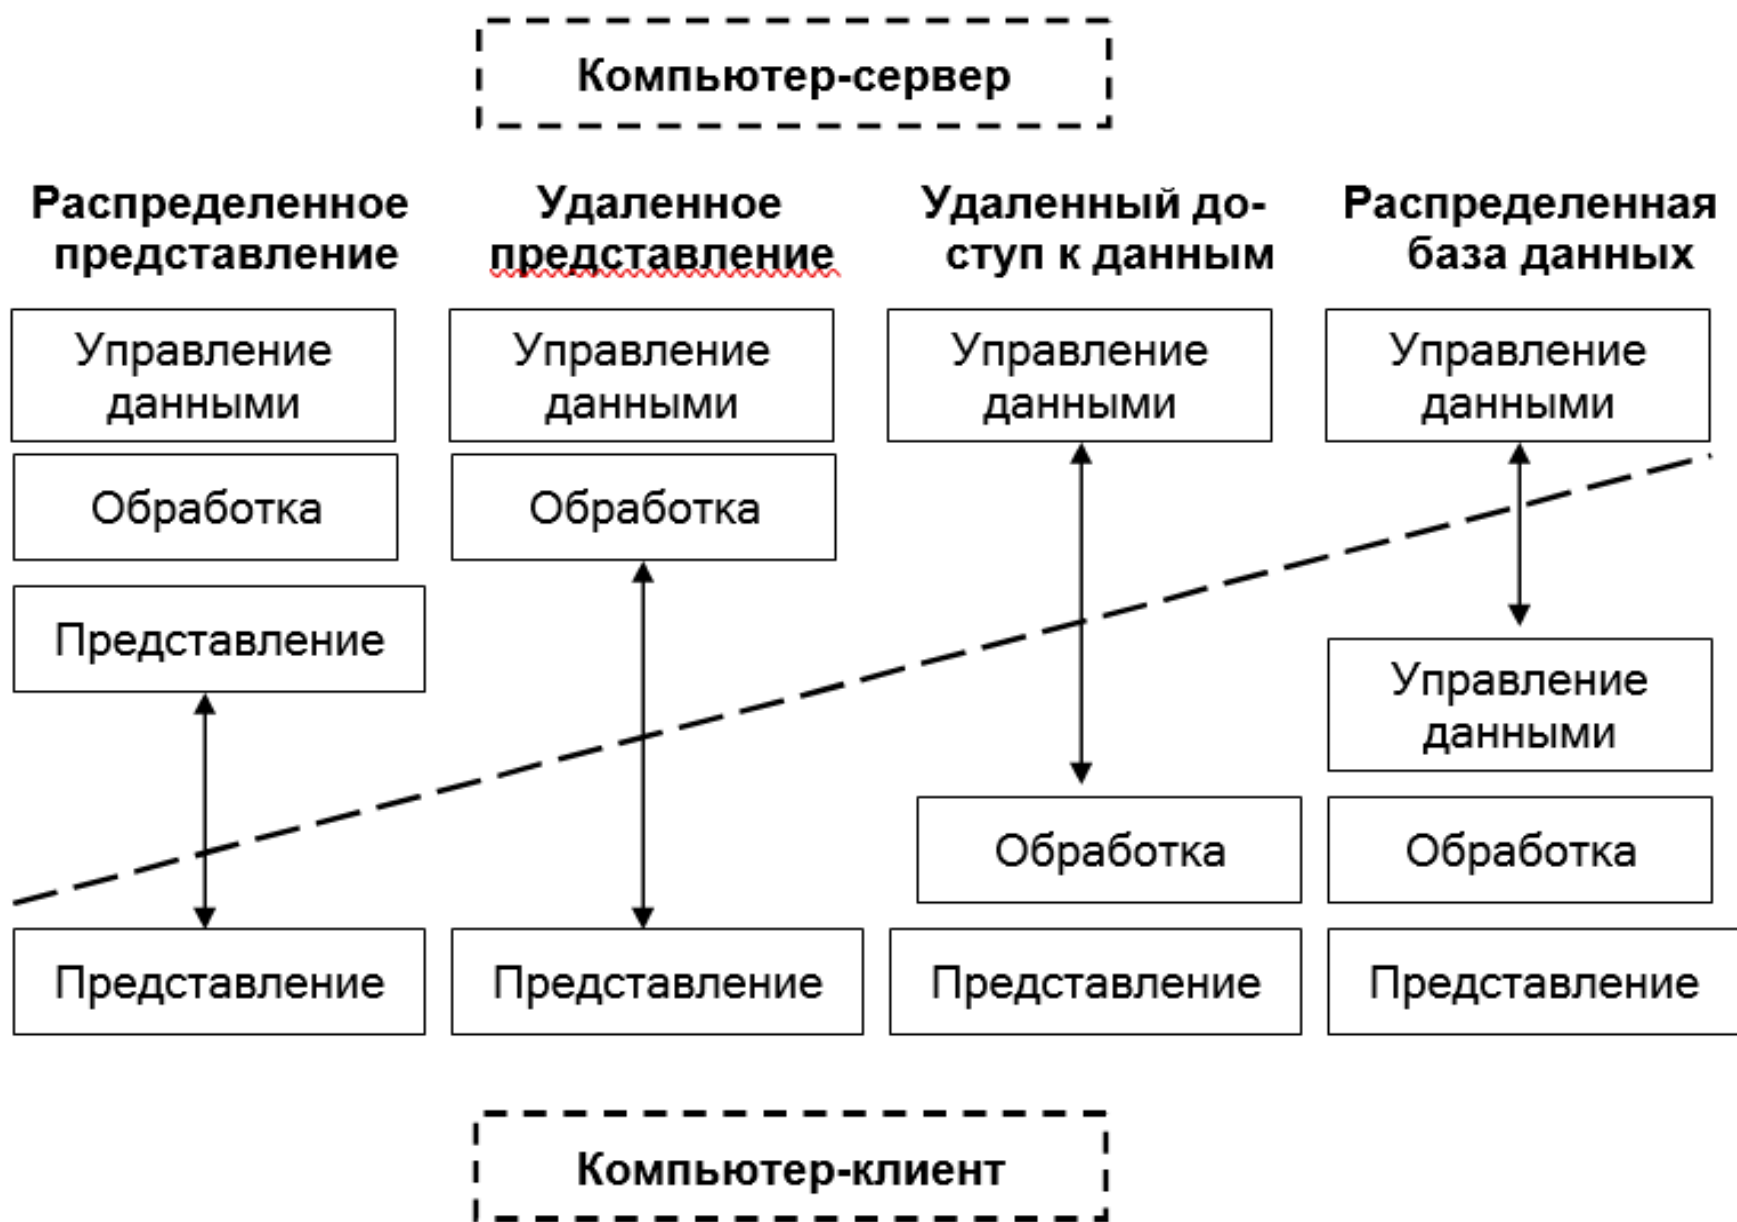 Компьютер-сервер
Распределенное
представление
Удаленное
представление
Удаленный до-
ступ к данным
Распределенная
база данных
Управление
данными
Управление
данными
Управление
данными
Управление
данными
Обработка
Обработка
Представление
Управление
данными
Обработка
Обработка
Представление
Представление
Представление
Представление
Компьютер-клиент